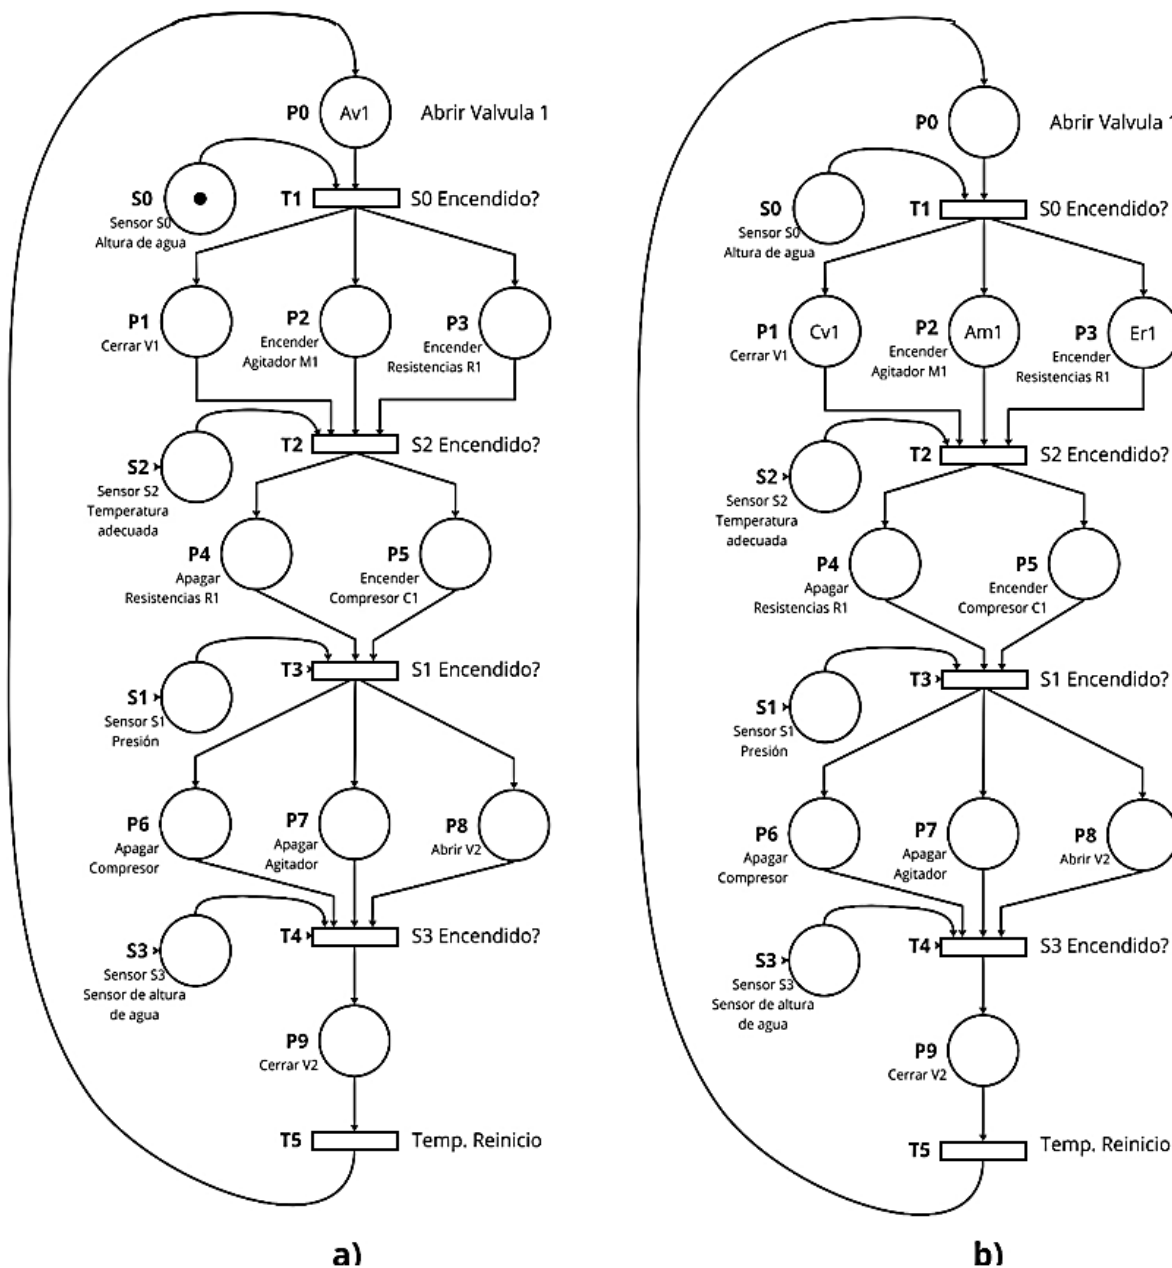 P0
Av1
Abrir Valvula 1
S0
Sensor S0
Altura de agua
T1
S0 Encendido?
P1
Cerrar V1
P2
Encender
Agitador M1
P3
Encender
Resistencias R1
T2
S2 Encendido?
S2
Sensor S2
Temperatura
adecuada
P4
Apagar
Resistencias R1
P5
Encender
Compresor C1
T3
S1 Encendido?
S1
Sensor S1
Presión
P6
Apagar
Compresor
P7
Apagar
Agitador
P8
Abrir V2
T4
S3 Encendido?
S3
Sensor S3
Sensor de altura
de agua
P9
Cerrar V2
T5
Temp. Reinicio
a)
P0
Abrir Valvula 1
S0
Sensor S0
Altura de agua
T1
S0 Encendido?
P1
Cerrar V1
Cv1
P2
Encender
Agitador M1
Am1
P3
Encender
Resistencias R1
Er1
T2
S2 Encendido?
S2
Sensor S2
Temperatura
adecuada
P4
Apagar
Resistencias R1
P5
Encender
Compresor C1
T3
S1 Encendido?
S1
Sensor S1
Presión
P6
Apagar
Compresor
P7
Apagar
Agitador
P8
Abrir V2
T4
S3 Encendido?
S3
Sensor S3
Sensor de altura
de agua
P9
Cerrar V2
T5
Temp. Reinicio
b)